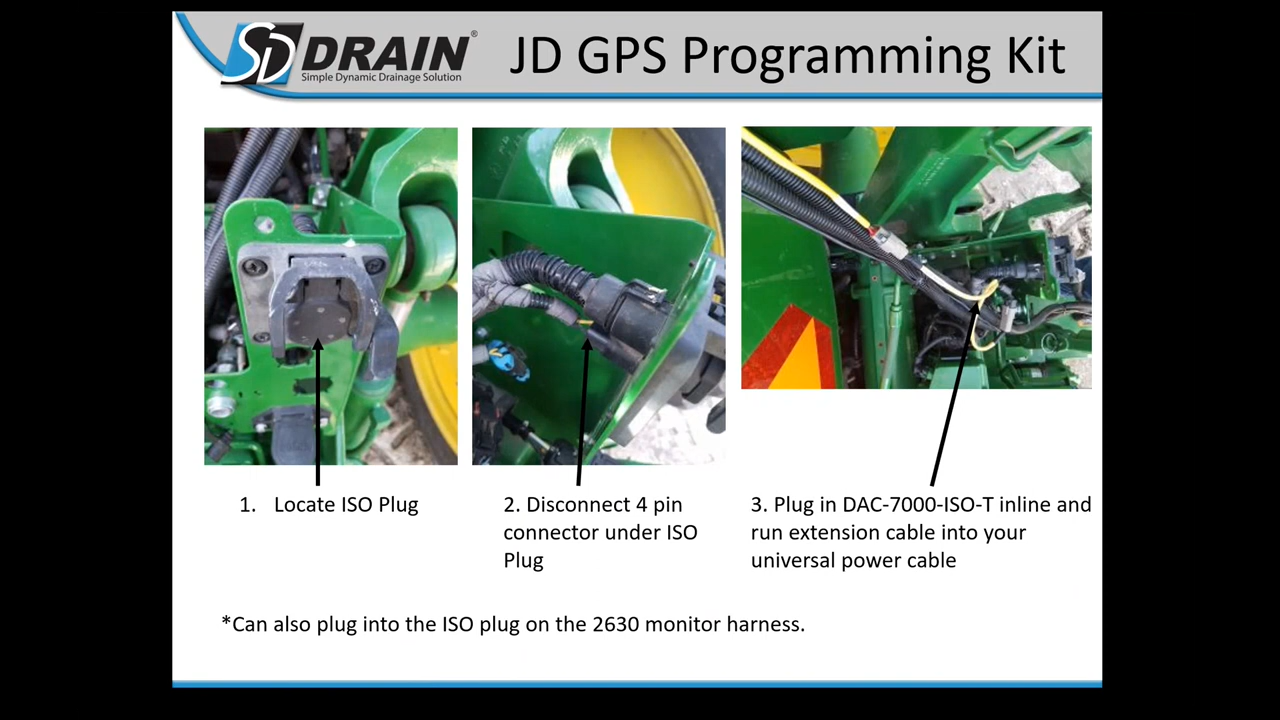 SD DRAIN®
Simple Dynamic Drainage Solution
JD GPS Programming Kit
1. Locate ISO Plug
2. Disconnect 4 pin
connector under ISO
Plug
3. Plug in DAC-7000-ISO-T inline and
run extension cable into your
universal power cable
*Can also plug into the ISO plug on the 2630 monitor harness.